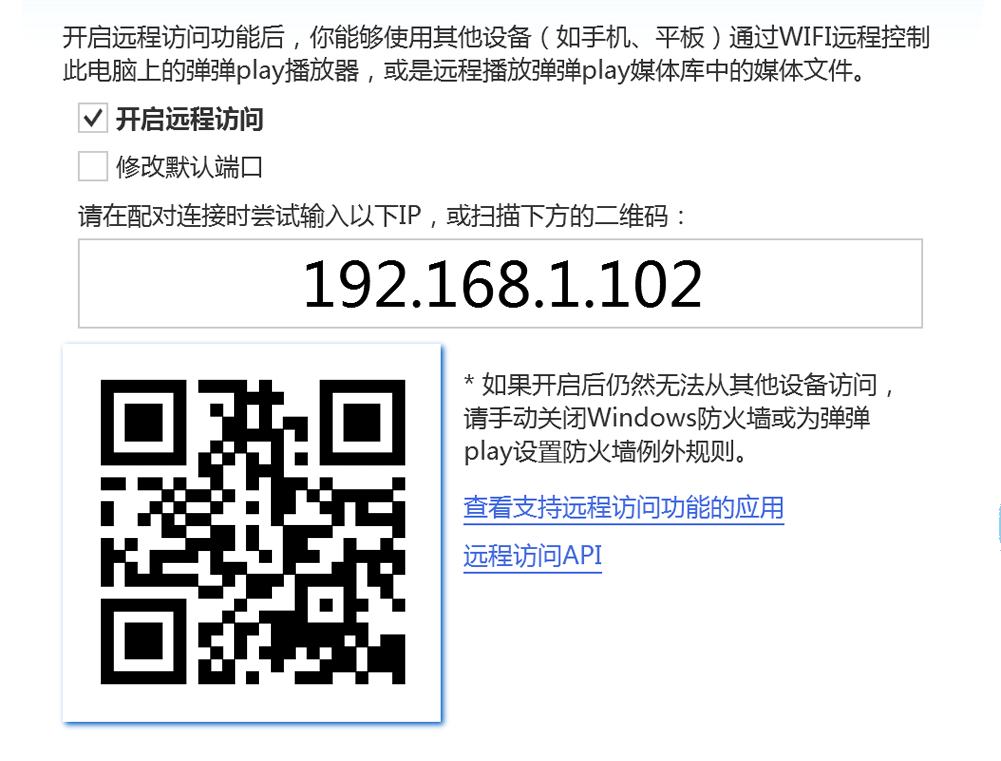 开启远程访问功能后，你能够使用其他设备（如手机、平板）通过WIFI远程控制
此电脑上的弹弹play播放器，或是远程播放弹弹play媒体库中的媒体文件。
开启远程访问
修改默认端口
请在配对连接时尝试输入以下IP，或扫描下方的二维码：
192.168.1.102
* 如果开启后仍然无法从其他设备访问，
请手动关闭Windows防火墙或为弹弹
play设置防火墙例外规则。
查看支持远程访问功能的应用
远程访问API